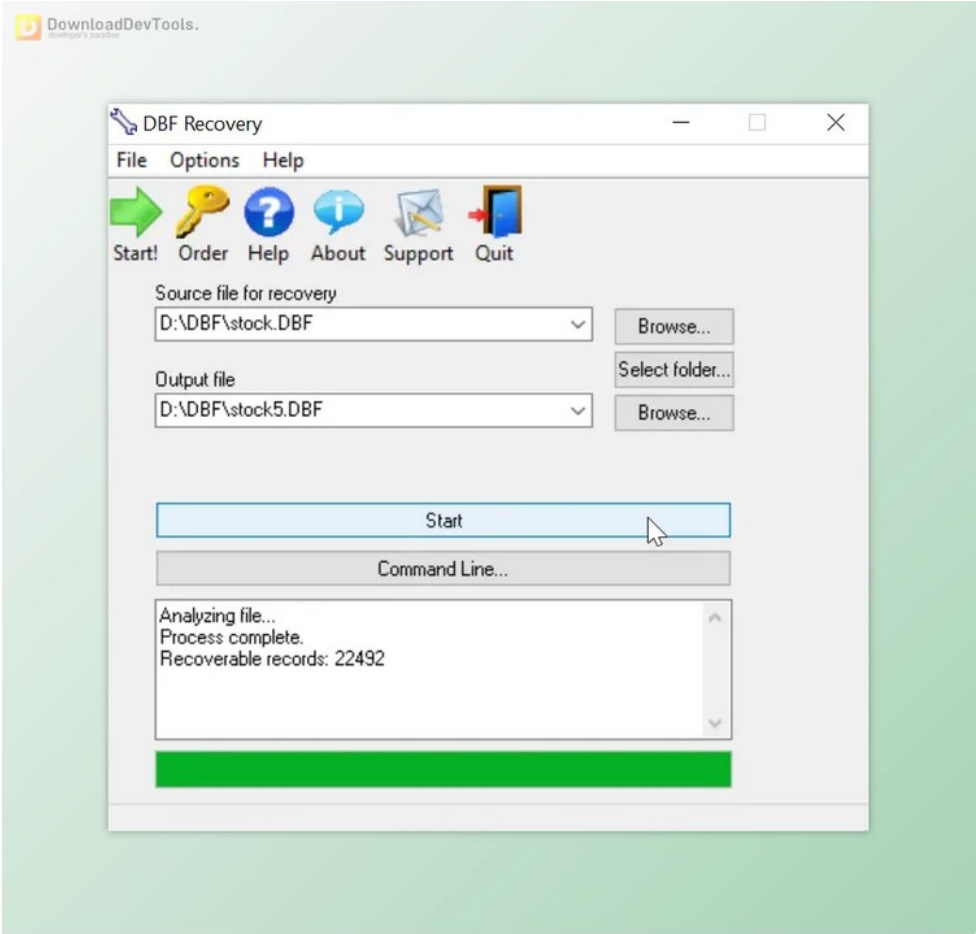 DownloadDevTools.
developer's paradise
DBF Recovery
File Options Help
Start! Order Help About Support Quit
Source file for recovery
D:\DBF\stock.DBF
Browse...
Select folder...
Output file
D:\DBF\stock5.DBF
Browse...
Start
Command Line...
Analyzing file...
Process complete.
Recoverable records: 22492